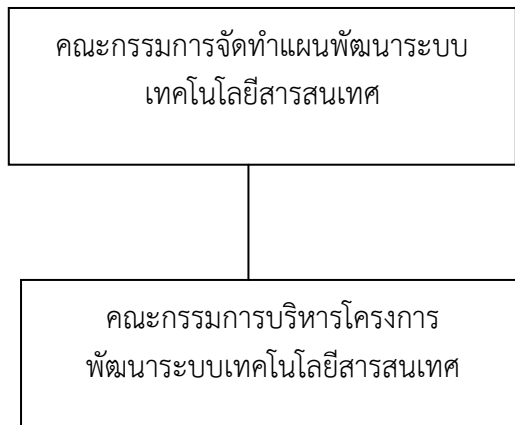 คณะกรรมการจัดทำแผนพัฒนาระบบ
เทคโนโลยีสารสนเทศ
คณะกรรมการบริหารโครงการ
พัฒนาระบบเทคโนโลยีสารสนเทศ